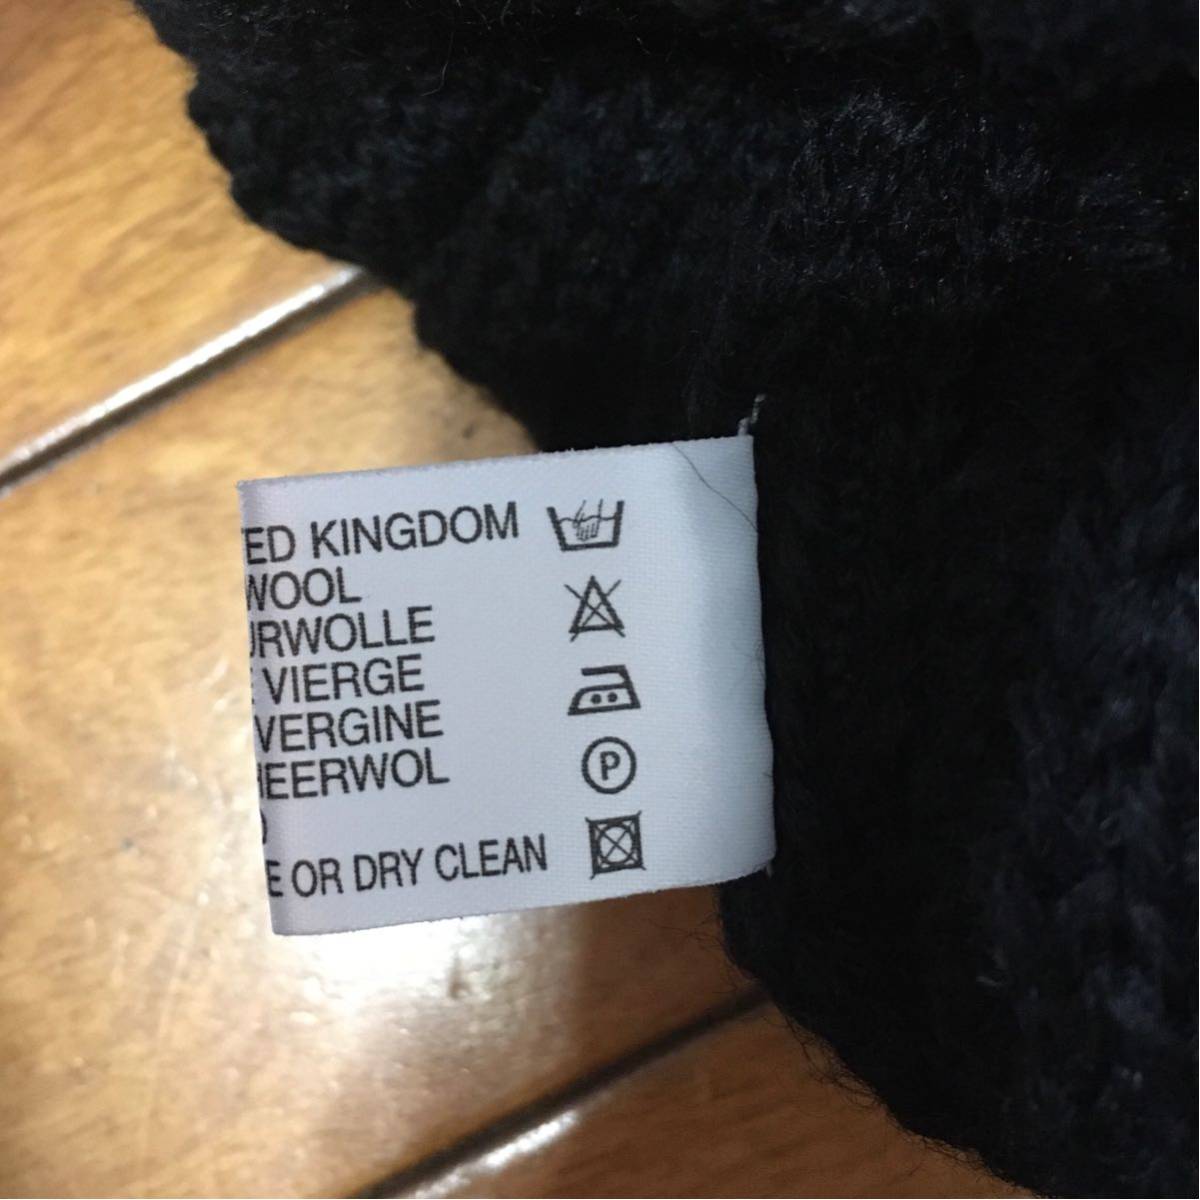 ED KINGDOM
WOOL
URWOLLE
VIERGE
VERGINE
HEERWOL
E OR DRY CLEAN
P